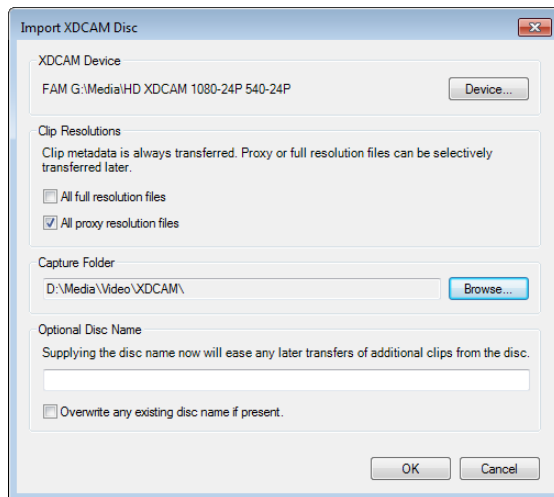 Import XDCAM Disc
XDCAM Device
FAM G:\Media\HD XDCAM 1080-24P 540-24P
Device...
Clip Resolutions
Clip metadata is always transferred. Proxy or full resolution files can be selectively
transferred later.
All full resolution files
All proxy resolution files
Capture Folder
D:\Media\Video\XDCAM\
Browse...
Optional Disc Name
Supplying the disc name now will ease any later transfers of additional clips from the disc.
Overwrite any existing disc name if present.
OK
Cancel